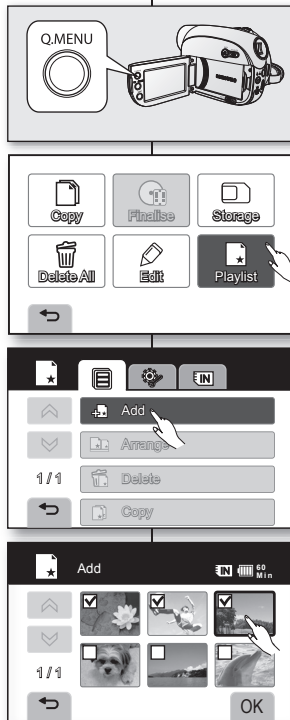 Q.MENU
Copy Finalise Storage
Delete All Edit Playlist
IN
Add
Arrange
1 / 1 Delete
Copy
Add IN 60 Min
1 / 1
OK